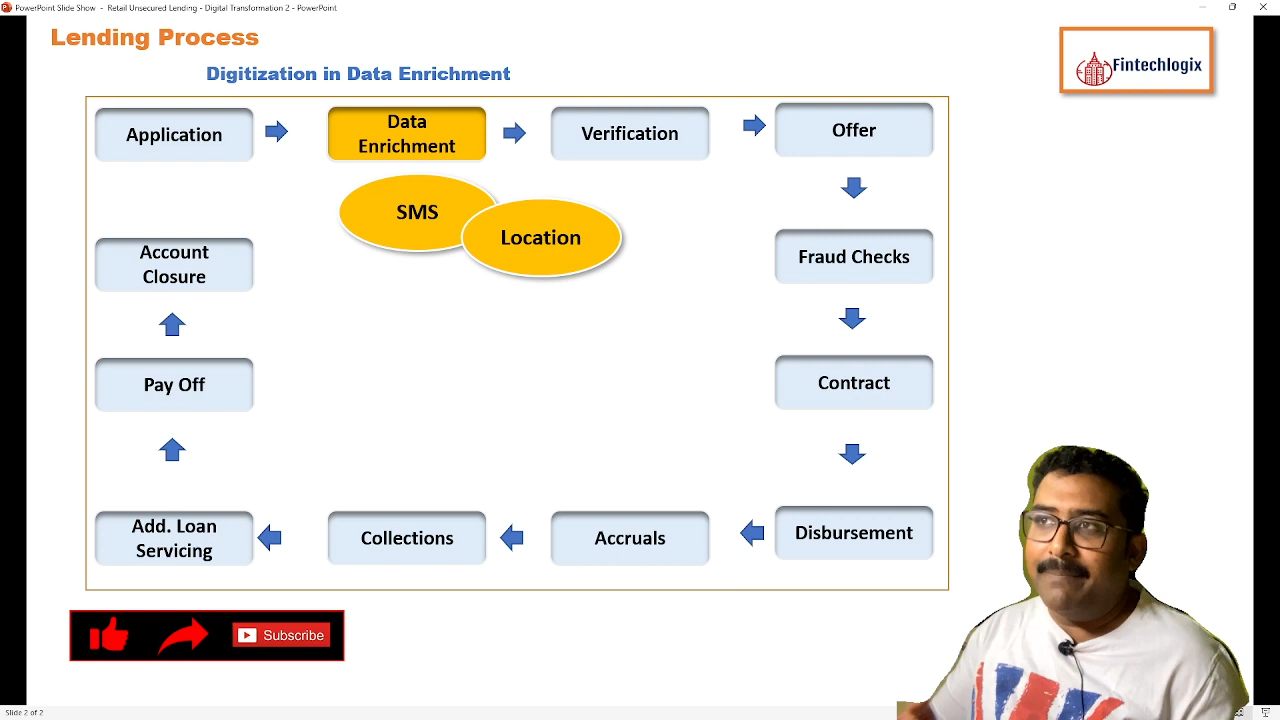 PowerPoint Slide Show - Retail Unsecured Lending - Digital Transformation 2 - PowerPoint
Lending Process
Digitization in Data Enrichment
Fintechlogix
Application
Data
Enrichment
Verification
Offer
SMS
Location
Account
Closure
Fraud Checks
Pay Off
Contract
Add. Loan
Servicing
Collections
Accruals
Disbursement
Subscribe
Slide 2 of 2